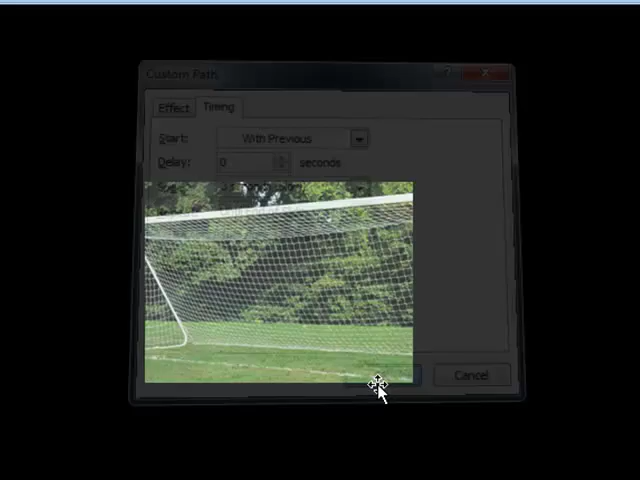 Custom Path
Effect Timing
Start: With Previous
Delay: 0 seconds
Cancel